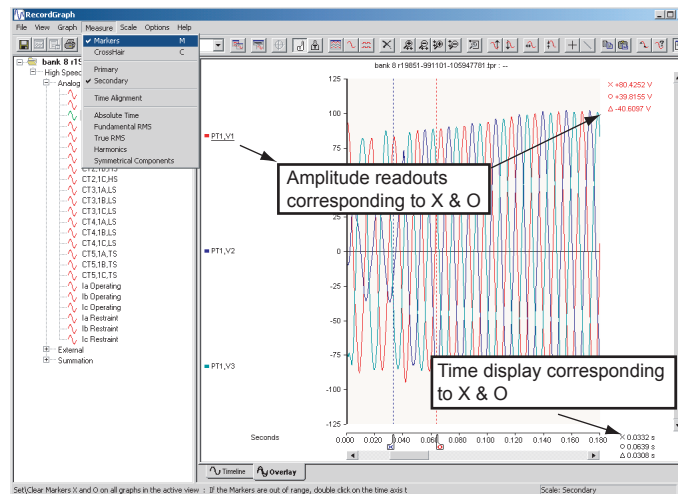 RecordGraph
File View Graph Measure Scale Options Help
Markers M
CrossHair C
Primary
Secondary
Time Alignment
Absolute Time
Fundamental RMS
True RMS
Harmonics
Symmetrical Components
High Speed
Analog
CT2,1C,HS
CT3,1A,LS
CT3,1B,LS
CT3,1C,LS
CT4,1A,LS
CT4,1B,LS
CT4,1C,LS
CT5,1A,TS
CT5,1B,TS
CT5,1C,TS
Ia Operating
Ib Operating
Ic Operating
Ia Restraint
Ib Restraint
Ic Restraint
External
Summation
bank 8 r19851-991101-105947781 tpr : --
125
100
75
25
0
-25
-50
-75
-100
-125
PT1,V1
PT1,V2
PT1,V3
X +80.4252 V
O +39.8155 V
Δ -40.6097 V
Amplitude readouts
corresponding to X & O
Time display corresponding
to X & O
Seconds
0.000 0.020 0.040 0.060 0.080 0.100 0.120 0.140 0.160 0.180
X O
X 0.0332 s
O 0.0639 s
Δ 0.0308 s
Timeline Overlay
Set\Clear Markers X and O on all graphs in the active view : If the Markers are out of range, double click on the time axis t
Scale: Secondary